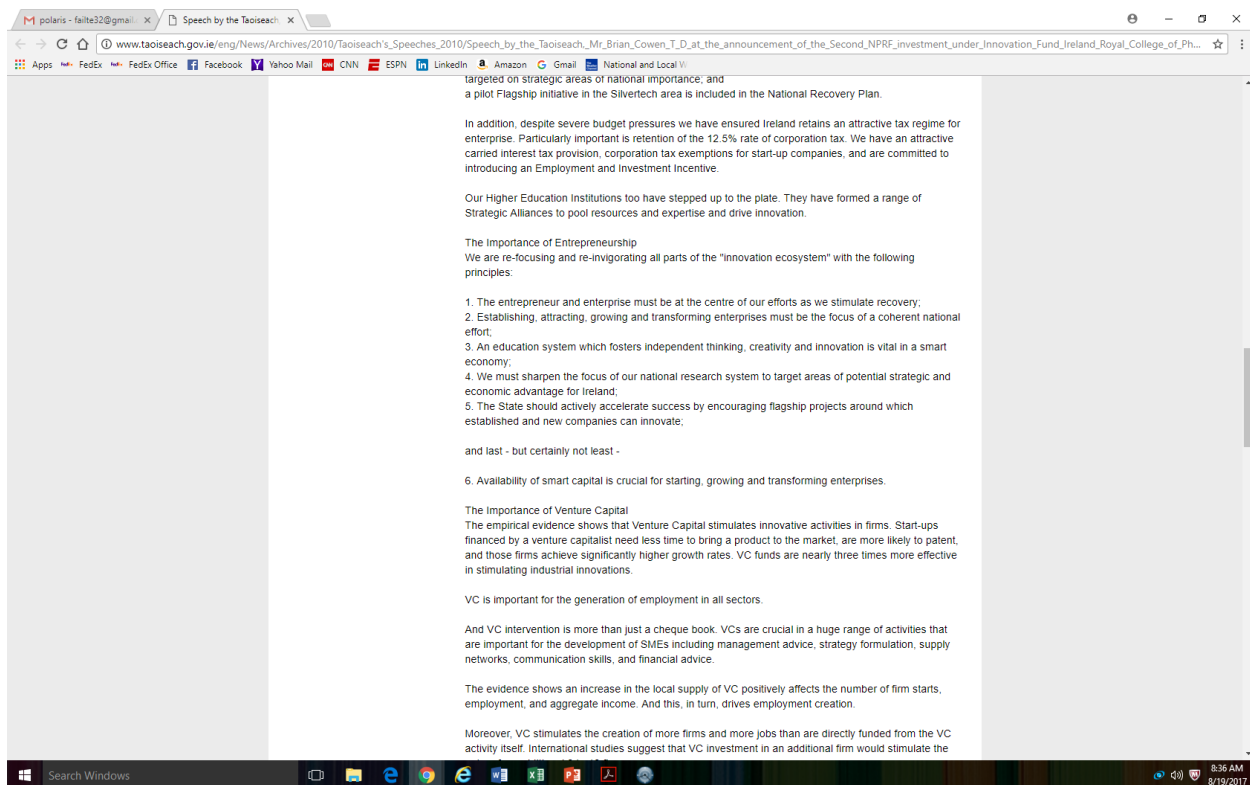 polaris - failte32@gmail.
Speech by the Taoiseach
www.taoiseach.gov.ie/eng/News/Archives/2010/Taoiseach's_Speeches_2010/Speech_by_the_Taoiseach,_Mr_Brian_Cowen_T_D_at_the_announcement_of_the_Second_NPRF_investment_under_Innovation_Fund_Ireland_Royal_College_of_Ph...
Apps FedEx FedEx Office Facebook Yahoo Mail CNN ESPN LinkedIn Amazon Gmail National and Local W
targeted on strategic areas of national importance; and
a pilot Flagship initiative in the Silvertech area is included in the National Recovery Plan.
In addition, despite severe budget pressures we have ensured Ireland retains an attractive tax regime for
enterprise. Particularly important is retention of the 12.5% rate of corporation tax. We have an attractive
carried interest tax provision, corporation tax exemptions for start-up companies, and are committed to
introducing an Employment and Investment Incentive.
Our Higher Education Institutions too have stepped up to the plate. They have formed a range of
Strategic Alliances to pool resources and expertise and drive innovation.
The Importance of Entrepreneurship
We are re-focusing and re-invigorating all parts of the "innovation ecosystem" with the following
principles:
1. The entrepreneur and enterprise must be at the centre of our efforts as we stimulate recovery;
2. Establishing, attracting, growing and transforming enterprises must be the focus of a coherent national
effort;
3. An education system which fosters independent thinking, creativity and innovation is vital in a smart
economy;
4. We must sharpen the focus of our national research system to target areas of potential strategic and
economic advantage for Ireland;
5. The State should actively accelerate success by encouraging flagship projects around which
established and new companies can innovate;
and last - but certainly not least -
6. Availability of smart capital is crucial for starting, growing and transforming enterprises.
The Importance of Venture Capital
The empirical evidence shows that Venture Capital stimulates innovative activities in firms. Start-ups
financed by a venture capitalist need less time to bring a product to the market, are more likely to patent,
and those firms achieve significantly higher growth rates. VC funds are nearly three times more effective
in stimulating industrial innovations.
VC is important for the generation of employment in all sectors.
And VC intervention is more than just a cheque book. VCs are crucial in a huge range of activities that
are important for the development of SMEs including management advice, strategy formulation, supply
networks, communication skills, and financial advice.
The evidence shows an increase in the local supply of VC positively affects the number of firm starts,
employment, and aggregate income. And this, in turn, drives employment creation.
Moreover, VC stimulates the creation of more firms and more jobs than are directly funded from the VC
activity itself. International studies suggest that VC investment in an additional firm would stimulate the
Search Windows
8:36 AM
8/19/2017